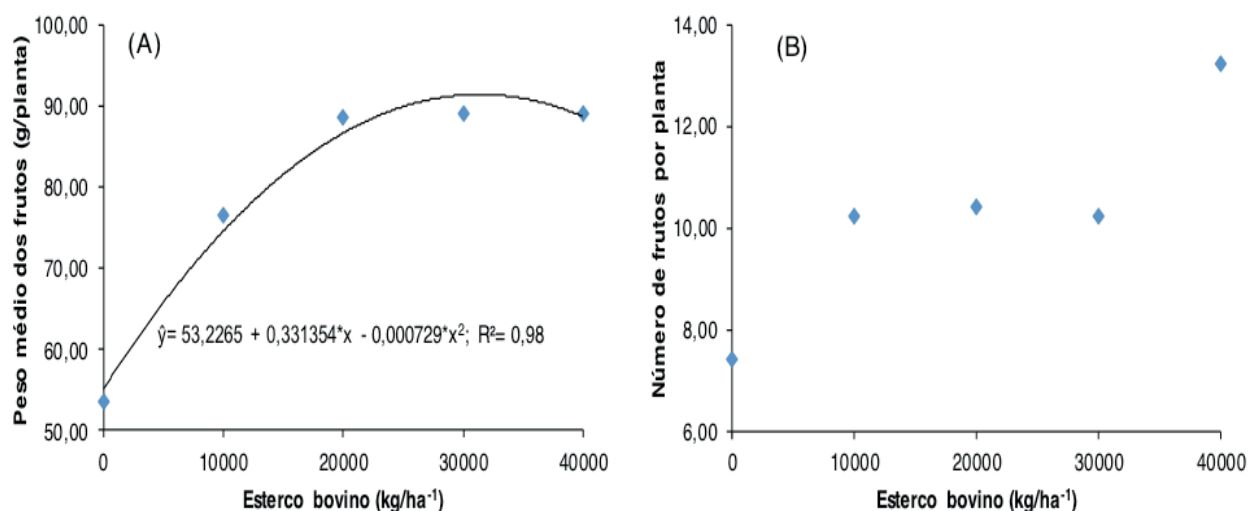 (A)
Peso médio dos frutos (g/planta)
100,00
90,00
80,00
70,00
60,00
50,00
ŷ= 53,2265 + 0,331354*x - 0,000729*x²; R²= 0,98
0 10000 20000 30000 40000
Esterco bovino (kg/ha⁻¹)
(B)
Número de frutos por planta
14,00
12,00
10,00
8,00
6,00
0 10000 20000 30000 40000
Esterco bovino (kg/ha⁻¹)